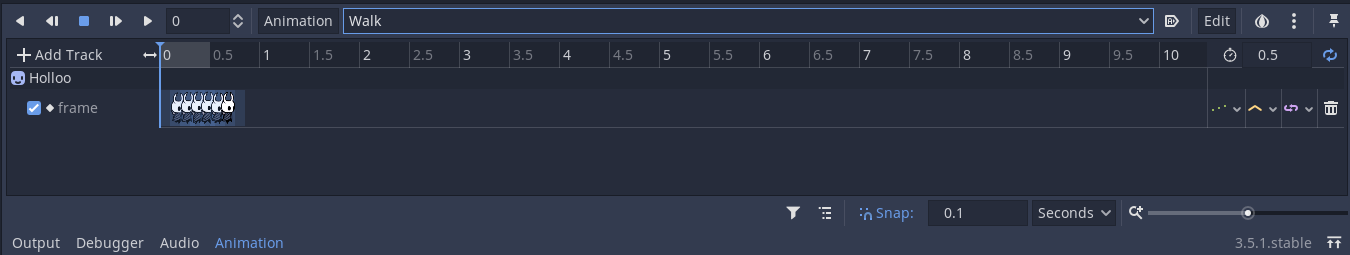 0 Animation Walk Edit
Add Track 0 0.5 1 1.5 2 2.5 3 3.5 4 4.5 5 5.5 6 6.5 7 7.5 8 8.5 9 9.5 10 0.5
Holloo
frame
Snap: 0.1 Seconds
Output Debugger Audio Animation 3.5.1.stable